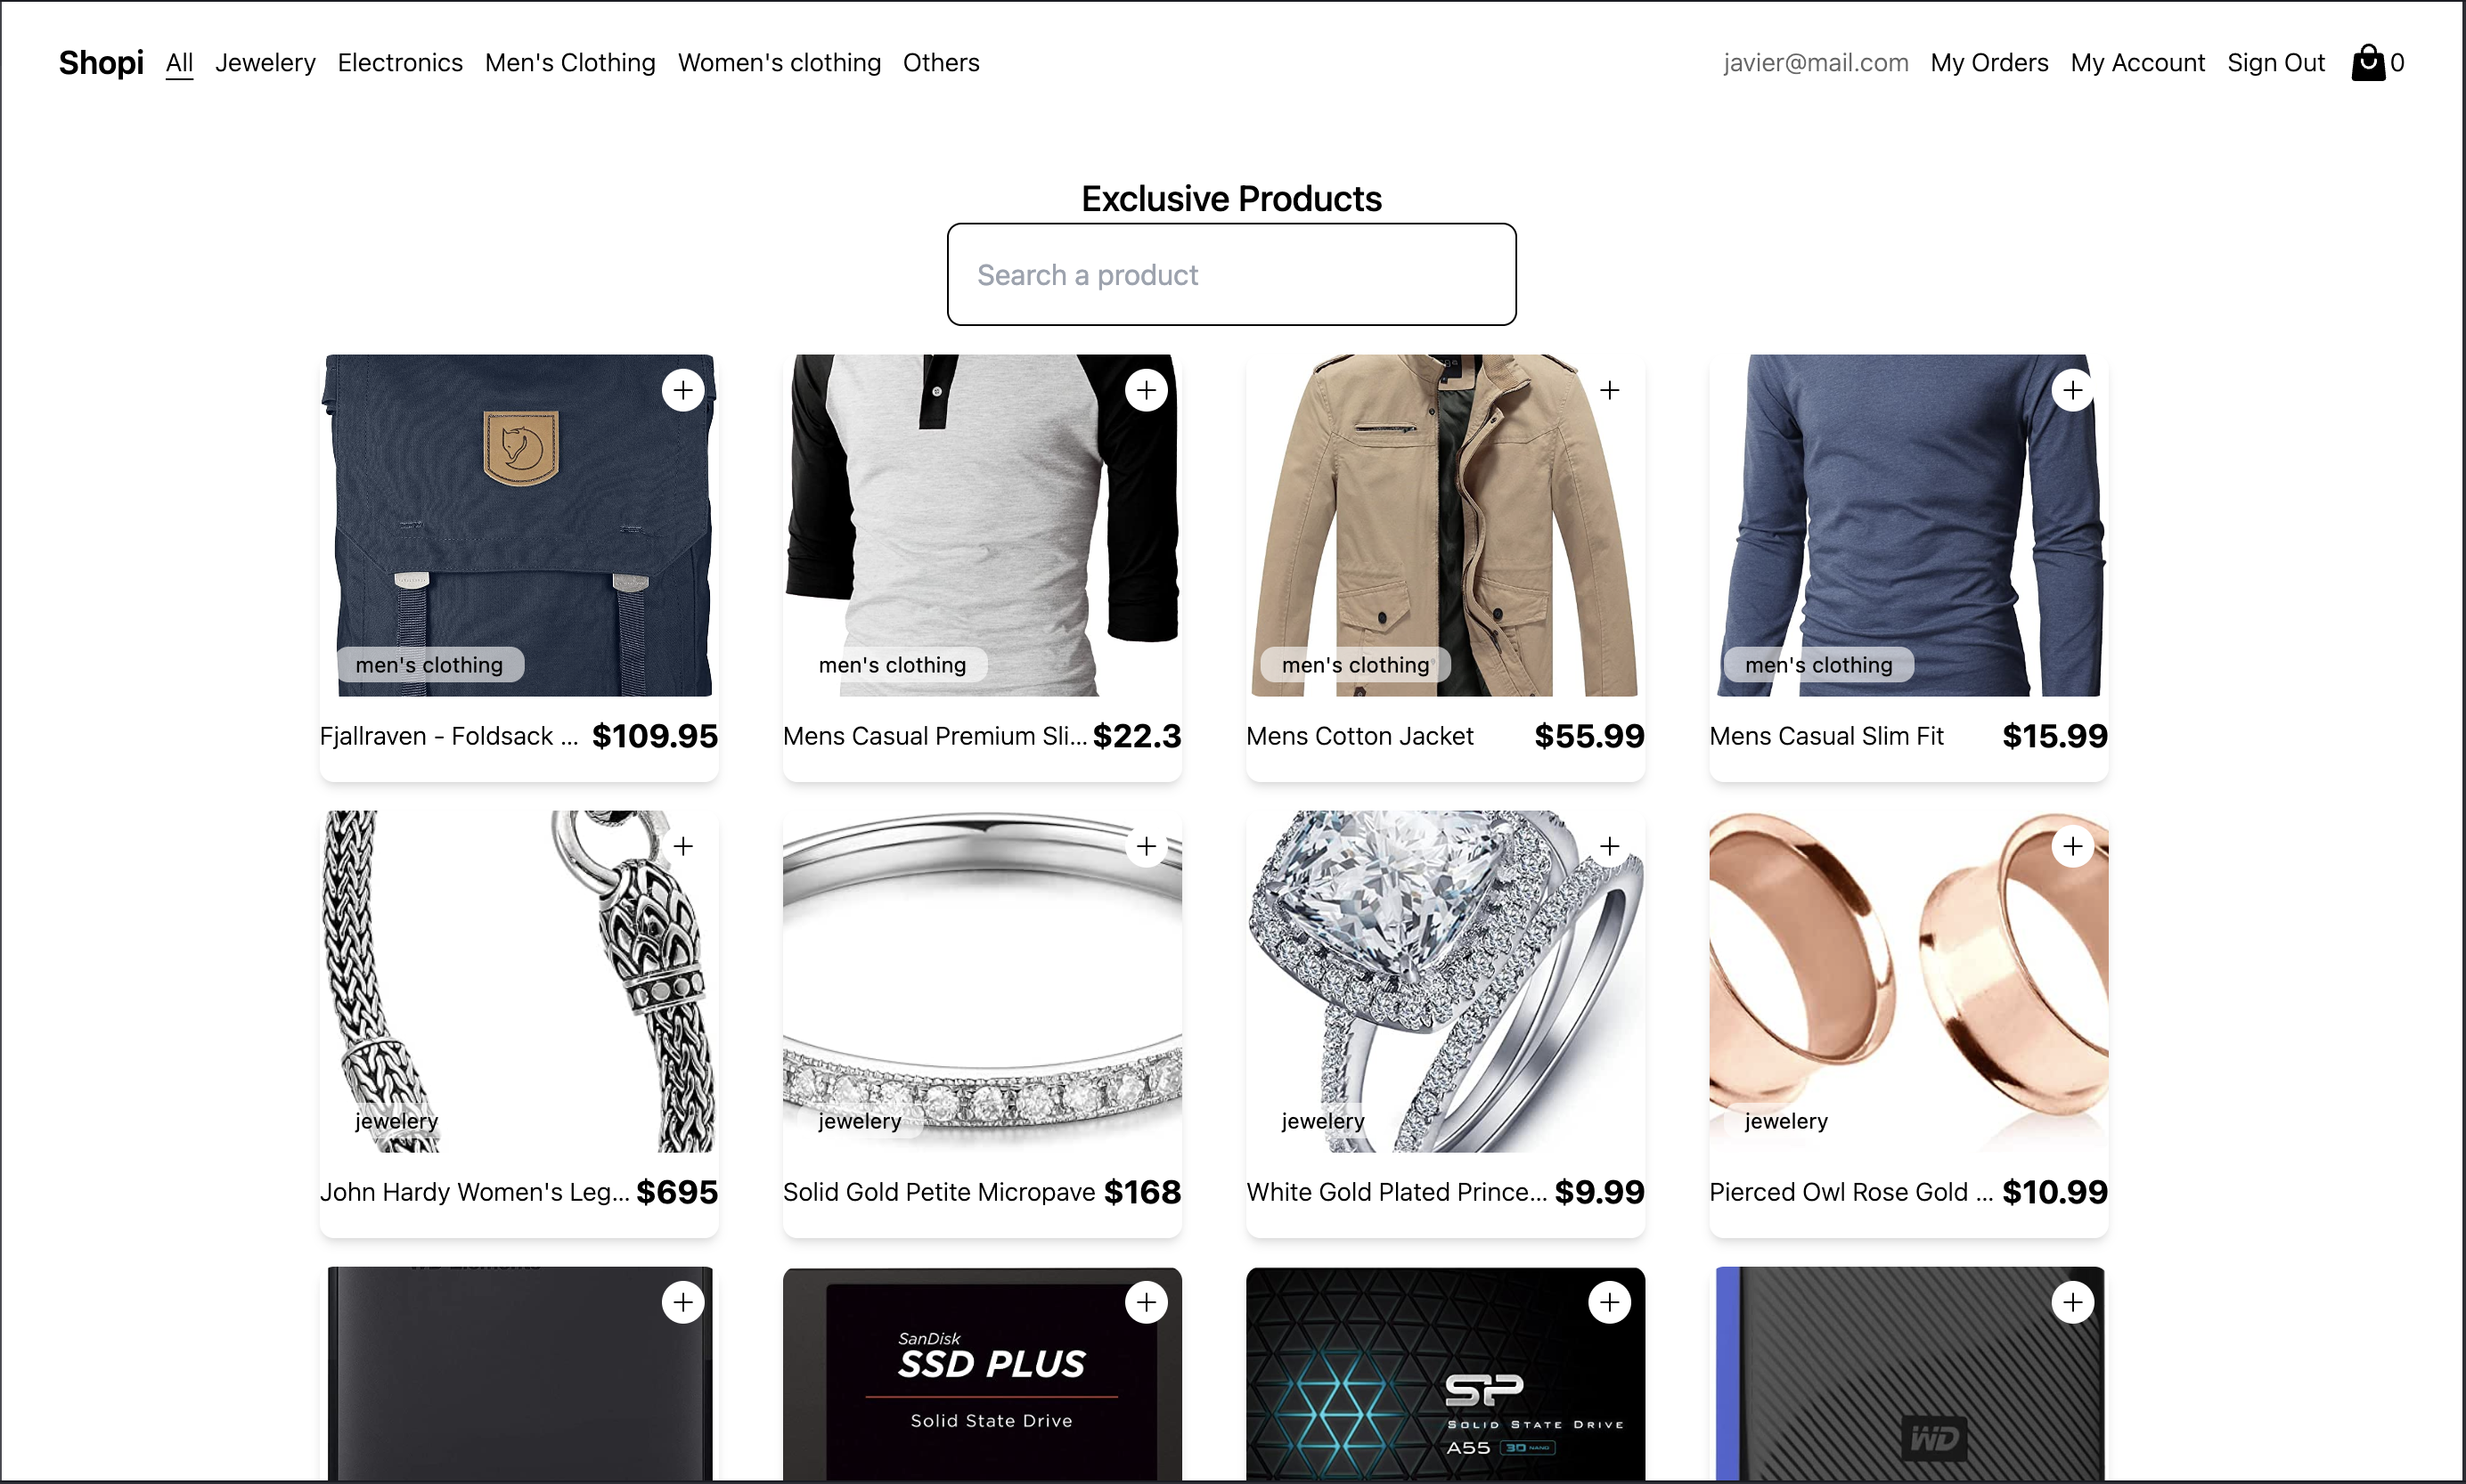 Shopi All Jewelery Electronics Men's Clothing Women's clothing Others javier@mail.com My Orders My Account Sign Out 0
Exclusive Products
Search a product
men's clothing men's clothing men's clothing men's clothing
Fjallraven - Foldsack ... $109.95 Mens Casual Premium Sli... $22.3 Mens Cotton Jacket $55.99 Mens Casual Slim Fit $15.99
jewelery jewelery jewelery jewelery
John Hardy Women's Leg... $695 Solid Gold Petite Micropave $168 White Gold Plated Prince... $9.99 Pierced Owl Rose Gold ... $10.99
SanDisk
SSD PLUS
Solid State Drive
SP
SOLID STATE DRIVE
A55 3D NAND
WD